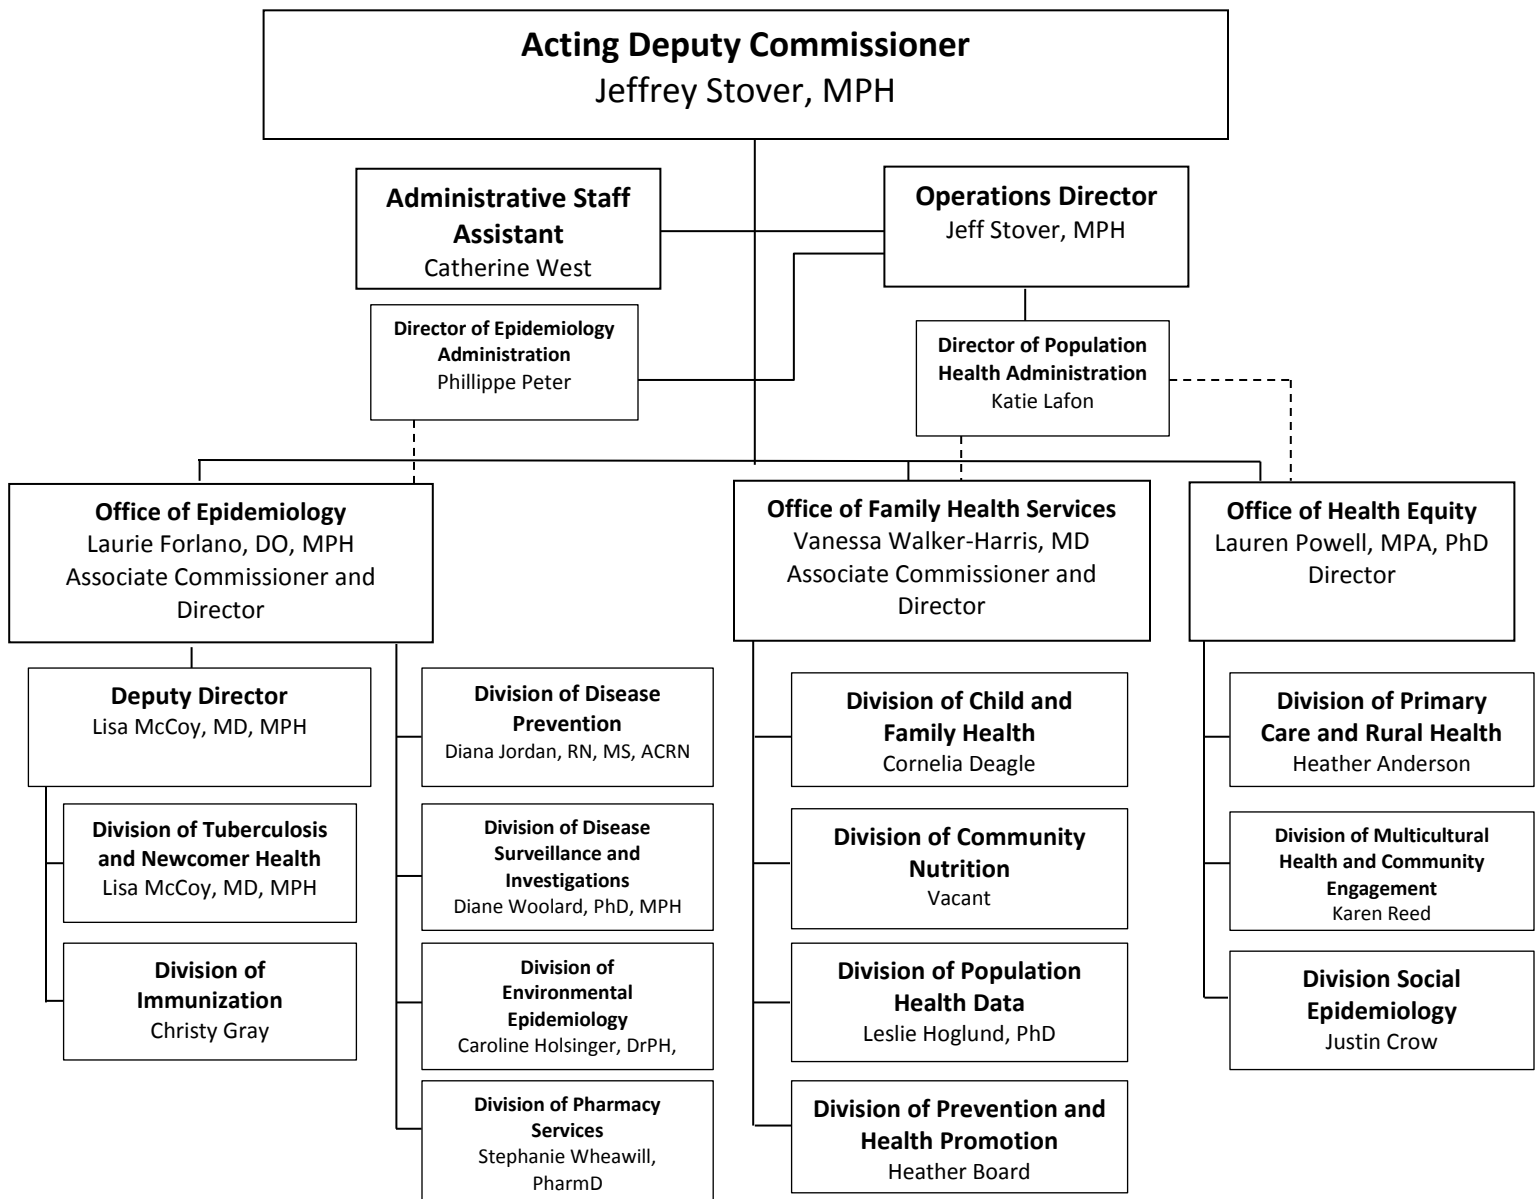 Acting Deputy Commissioner
Jeffrey Stover, MPH
Administrative Staff
Assistant
Catherine West
Operations Director
Jeff Stover, MPH
Director of Epidemiology
Administration
Phillippe Peter
Director of Population
Health Administration
Katie Lafon
Office of Epidemiology
Laurie Forlano, DO, MPH
Associate Commissioner and
Director
Office of Family Health Services
Vanessa Walker-Harris, MD
Associate Commissioner and
Director
Office of Health Equity
Lauren Powell, MPA, PhD
Director
Deputy Director
Lisa McCoy, MD, MPH
Division of Tuberculosis
and Newcomer Health
Lisa McCoy, MD, MPH
Division of
Immunization
Christy Gray
Division of Disease
Prevention
Diana Jordan, RN, MS, ACRN
Division of Disease
Surveillance and
Investigations
Diane Woolard, PhD, MPH
Division of
Environmental
Epidemiology
Caroline Holsinger, DrPH,
Division of Pharmacy
Services
Stephanie Wheawill,
PharmD
Division of Child and
Family Health
Cornelia Deagle
Division of Community
Nutrition
Vacant
Division of Population
Health Data
Leslie Hoglund, PhD
Division of Prevention and
Health Promotion
Heather Board
Division of Primary
Care and Rural Health
Heather Anderson
Division of Multicultural
Health and Community
Engagement
Karen Reed
Division Social
Epidemiology
Justin Crow